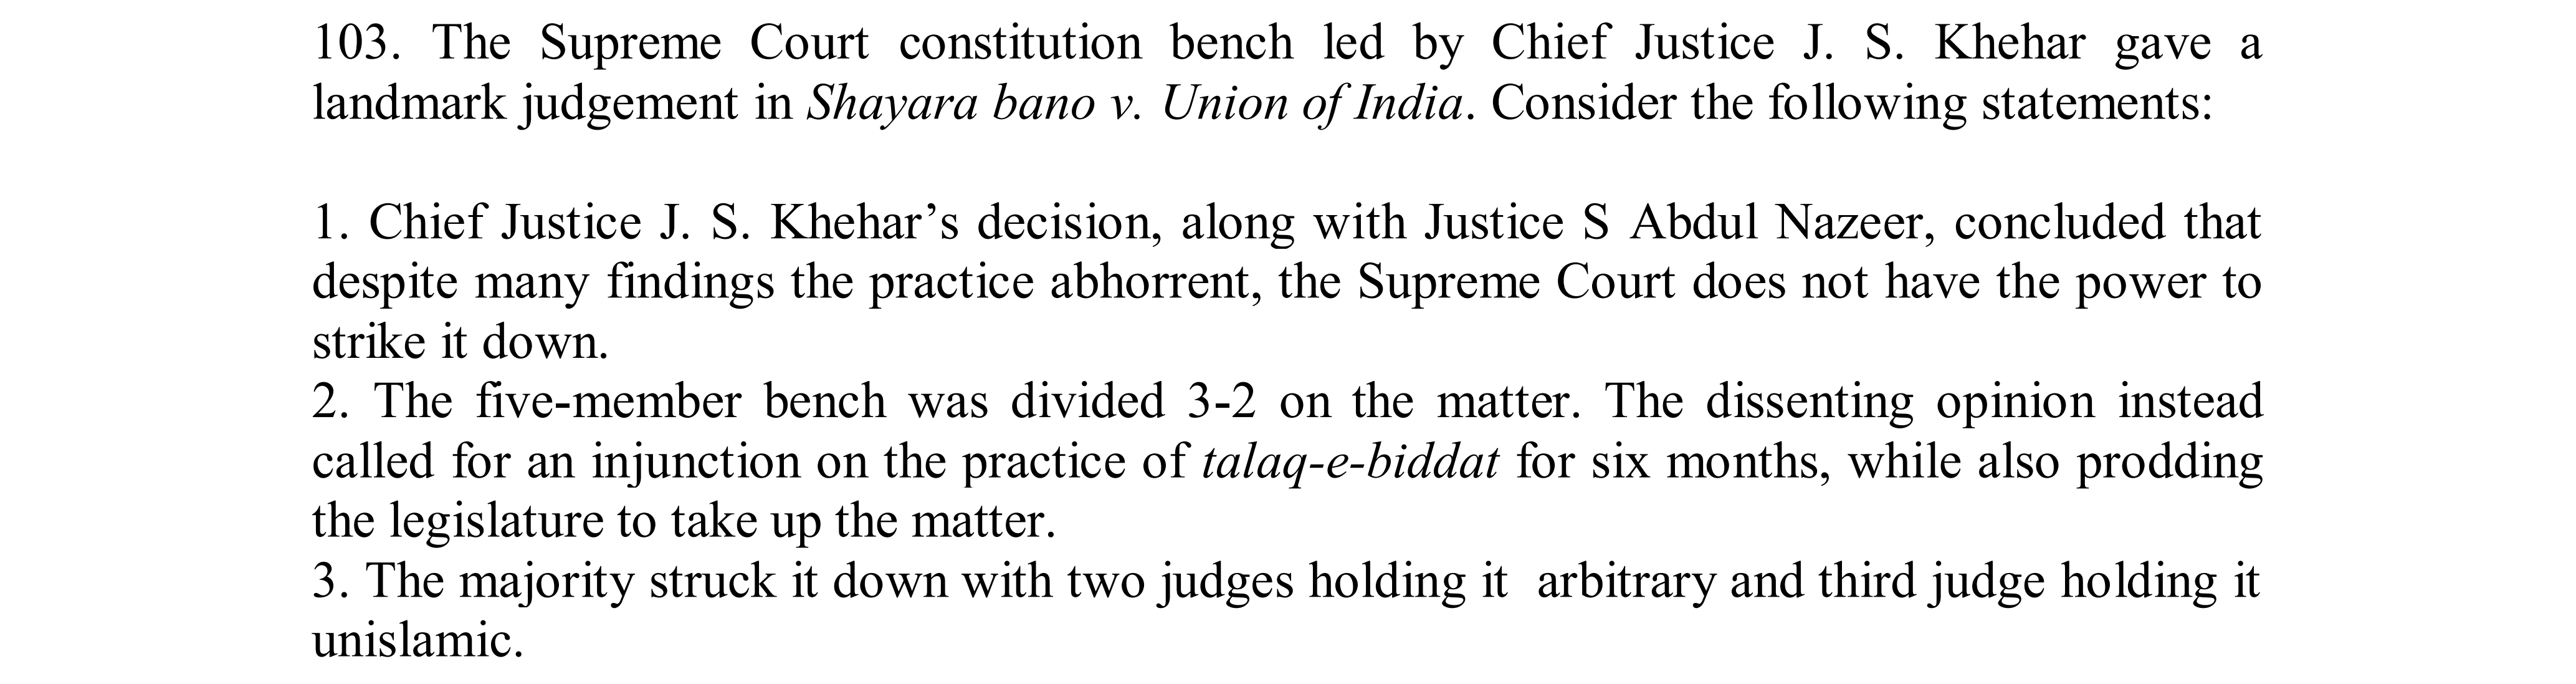 103. The Supreme Court constitution bench led by Chief Justice J. S. Khehar gave a
landmark judgement in Shayara bano v. Union of India. Consider the following statements:
1. Chief Justice J. S. Khehar’s decision, along with Justice S Abdul Nazeer, concluded that
despite many findings the practice abhorrent, the Supreme Court does not have the power to
strike it down.
2. The five-member bench was divided 3-2 on the matter. The dissenting opinion instead
called for an injunction on the practice of talaq-e-biddat for six months, while also prodding
the legislature to take up the matter.
3. The majority struck it down with two judges holding it arbitrary and third judge holding it
unislamic.